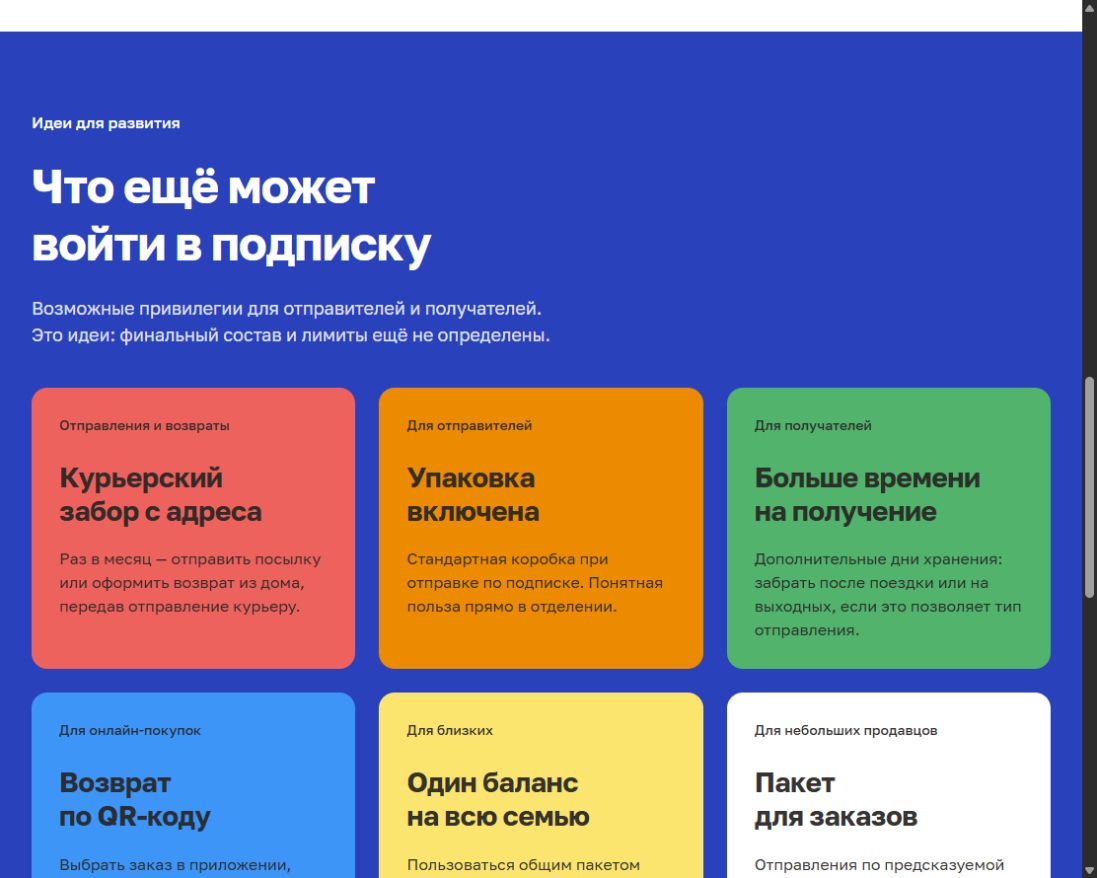 Идеи для развития
Что ещё может
войти в подписку
Возможные привилегии для отправителей и получателей.
Это идеи: финальный состав и лимиты ещё не определены.
Отправления и возвраты
Курьерский
забор с адреса
Раз в месяц — отправить посылку
или оформить возврат из дома,
передав отправление курьеру.
Для отправителей
Упаковка
включена
Стандартная коробка при
отправке по подписке. Понятная
польза прямо в отделении.
Для получателей
Больше времени
на получение
Дополнительные дни хранения:
забрать после поездки или на
выходных, если это позволяет тип
отправления.
Для онлайн-покупок
Возврат
по QR-коду
Выбрать заказ в приложении,
Для близких
Один баланс
на всю семью
Пользоваться общим пакетом
Для небольших продавцов
Пакет
для заказов
Отправления по предсказуемой